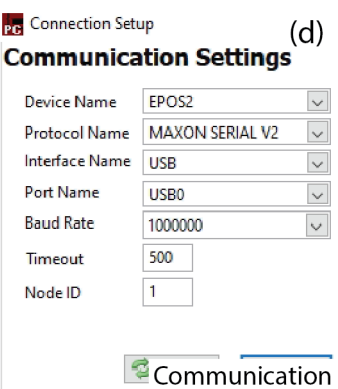 PG Connection Setup
(d)
Communication Settings
Device Name EPOS2
Protocol Name MAXON SERIAL V2
Interface Name USB
Port Name USB0
Baud Rate 1000000
Timeout 500
Node ID 1
Communication